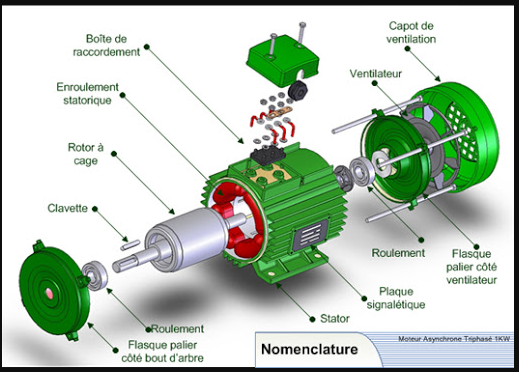 Boîte de
raccordement
Capot de
ventilation
Ventilateur
Enroulement
statorique
Rotor à
cage
Clavette
Roulement
Flasque
palier côté
ventilateur
Plaque
signalétique
Stator
Roulement
Flasque palier
côté bout d'arbre
Moteur Asynchrone Triphasé 1KW
Nomenclature